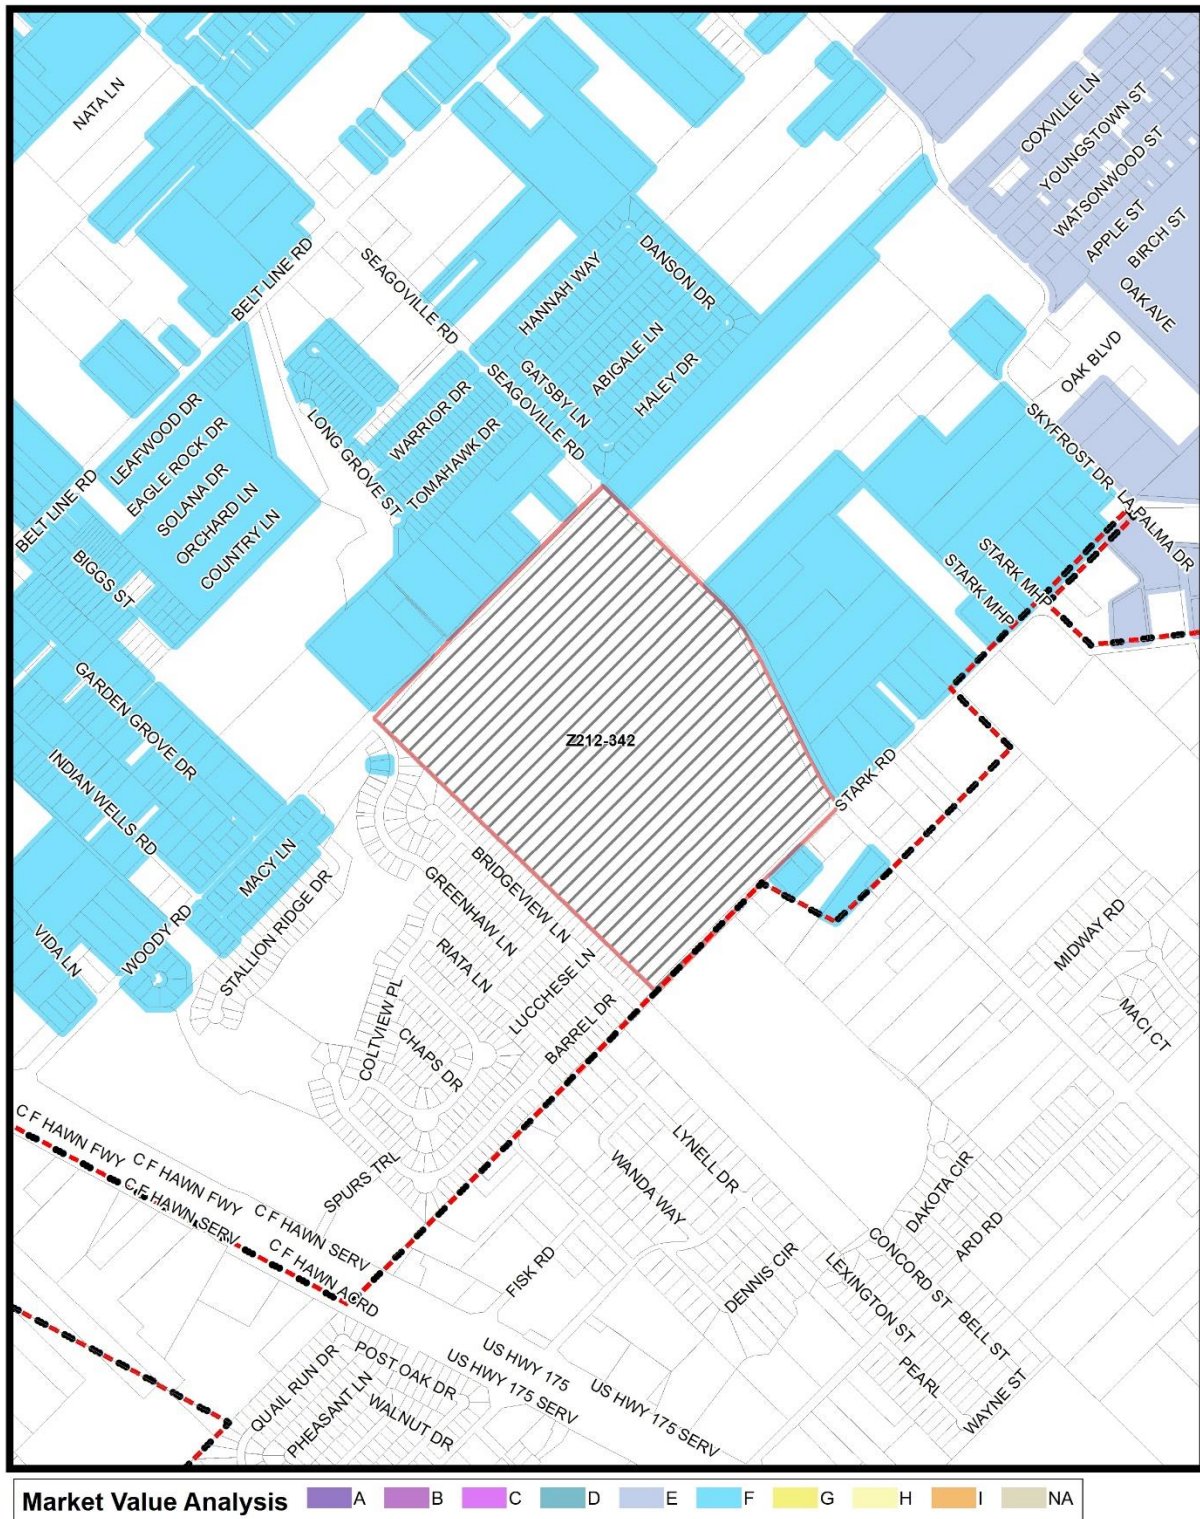 NATA LN
COXVILLE LN
YOUNGSTOWN ST
WATSONWOOD ST
APPLE ST
BIRCH ST
OAK AVE
OAK BLVD
BELT LINE RD
SEAGOVILLE RD
HANNAH WAY
DANSON DR
GATSBY LN
ABIGALE LN
HALEY DR
SEAGOVILLE RD
WARRIOR DR
TOMAHAWK DR
LONG GROVE ST
LEAFWOOD DR
EAGLE ROCK DR
SOLANA DR
ORCHARD LN
COUNTRY LN
BELT LINE RD
BIGGS ST
SKYFROST DR
LA PALMA DR
STARK MHP
STARK MHP
GARDEN GROVE DR
INDIAN WELLS RD
MACY LN
WOODY RD
VIDA LN
STALLION RIDGE DR
Z212-342
STARK RD
BRIDGEVIEW LN
GREENHAW LN
RIATA LN
LUCCHESE LN
BARREL DR
COLTVIEW PL
CHAPS DR
SPURS TRL
MIDWAY RD
MACI CT
C F HAWN FWY
C F HAWN FWY
C F HAWN SERV
C F HAWN SERV
C F HAWN ACRD
LYNELL DR
WANDA WAY
FISK RD
DENNIS CIR
DAKOTA CIR
ARD RD
CONCORD ST
LEXINGTON ST
BELL ST
PEARL
WAYNE ST
US HWY 175
US HWY 175 SERV
US HWY 175 SERV
QUAIL RUN DR
POST OAK DR
PHEASANT LN
WALNUT DR
Market Value Analysis A B C D E F G H I NA